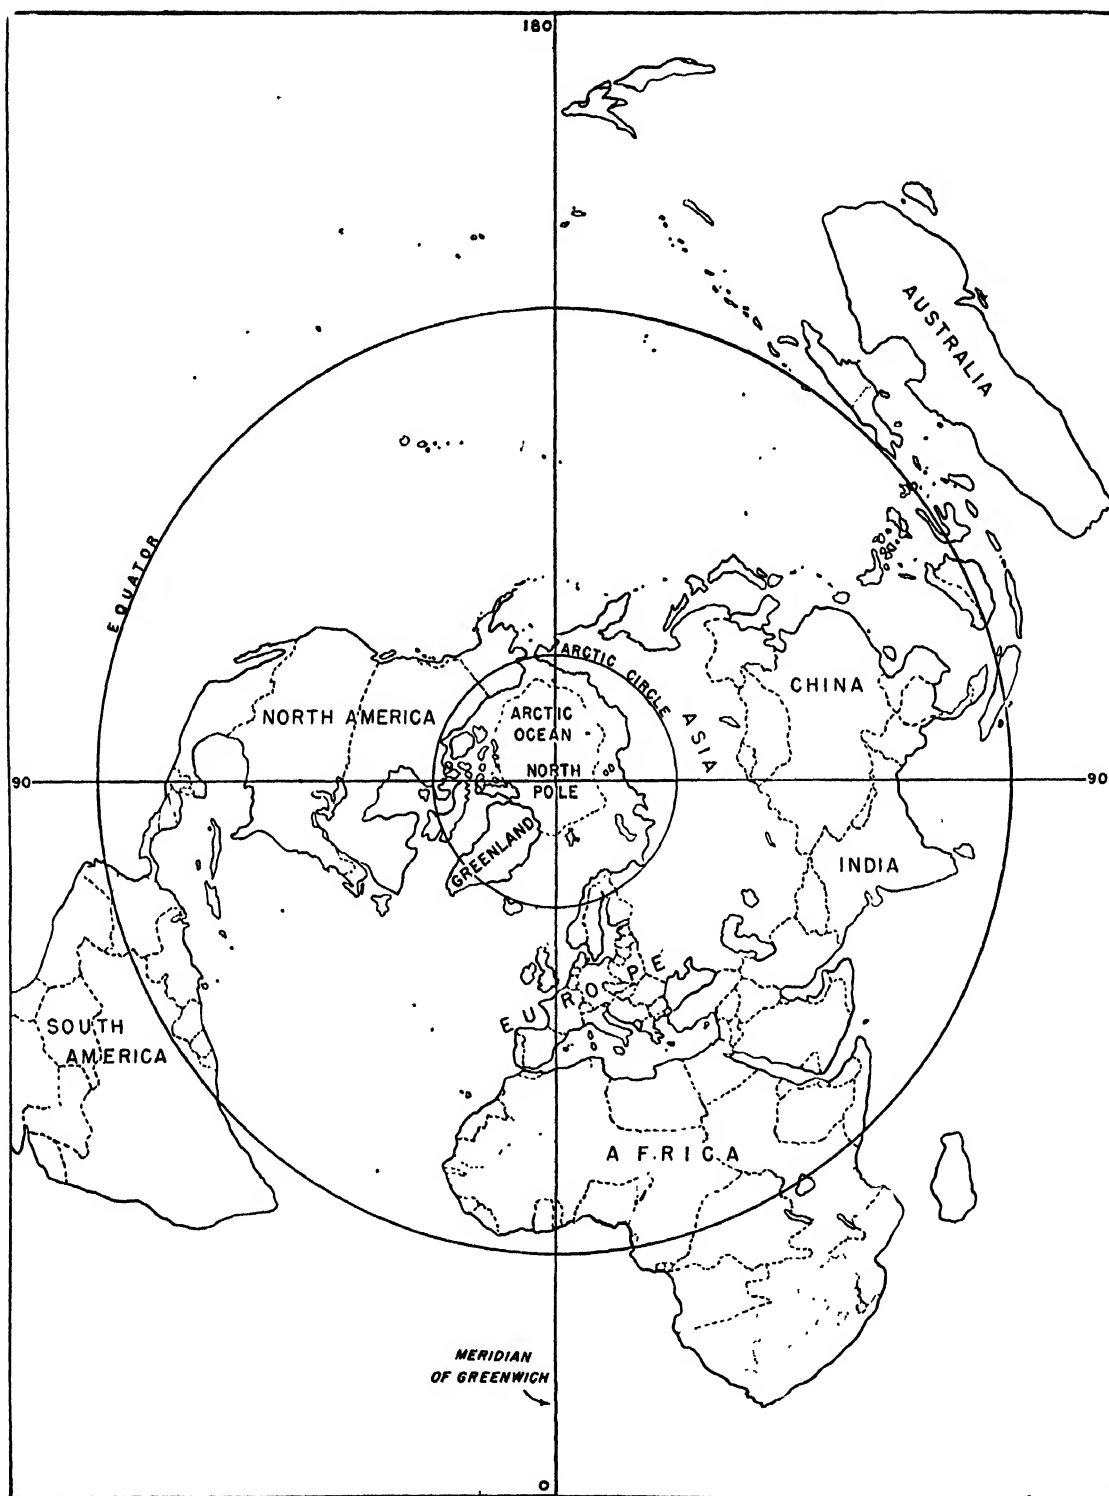 180
AUSTRALIA
EQUATOR
ARCTIC CIRCLE
CHINA
NORTH AMERICA
ARCTIC
OCEAN
ASIA
90
NORTH
POLE
90
GREENLAND
INDIA
EUROPE
SOUTH
AMERICA
AFRICA
MERIDIAN
OF GREENWICH
0